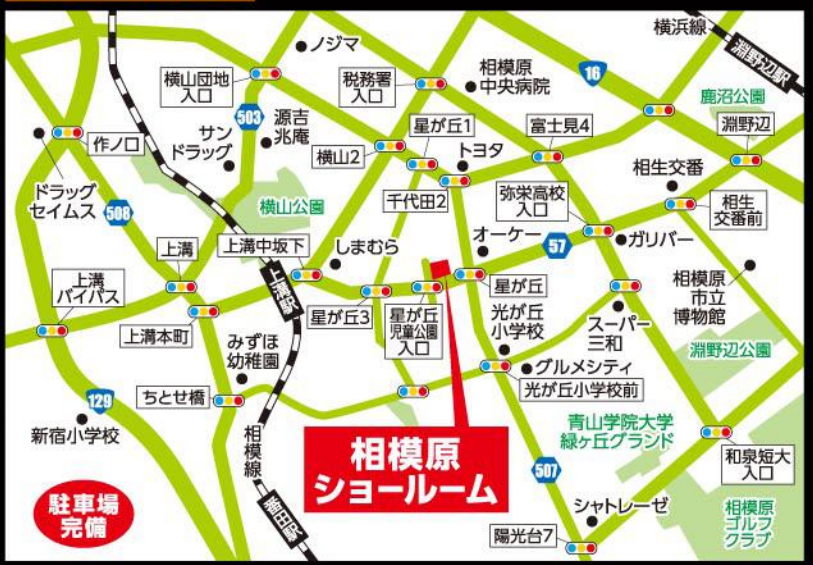 横浜線
淵野辺駅
ノジマ
16
横山団地
入口
税務署
入口
相模原
中央病院
鹿沼公園
503
源吉
兆庵
星が丘1
富士見4
淵野辺
作ノ口
サン
ドラッグ
横山2
トヨタ
相生交番
ドラッグ
セイムス
508
横山公園
千代田2
弥栄高校
入口
相生
交番前
上溝
上溝中坂下
しまむら
オーケー
57
ガリバー
上溝
バイパス
上溝駅
星が丘3
星が丘
児童公園
入口
星が丘
相模原
市立
博物館
上溝本町
みずほ
幼稚園
光が丘
小学校
スーパー
三和
淵野辺公園
129
ちとせ橋
グルメシティ
光が丘小学校前
新宿小学校
相模線
青山学院大学
緑ヶ丘グランド
和泉短大
入口
相模原
ショールーム
507
駐車場
完備
番田駅
シャトレーゼ
相模原
ゴルフ
クラブ
陽光台7